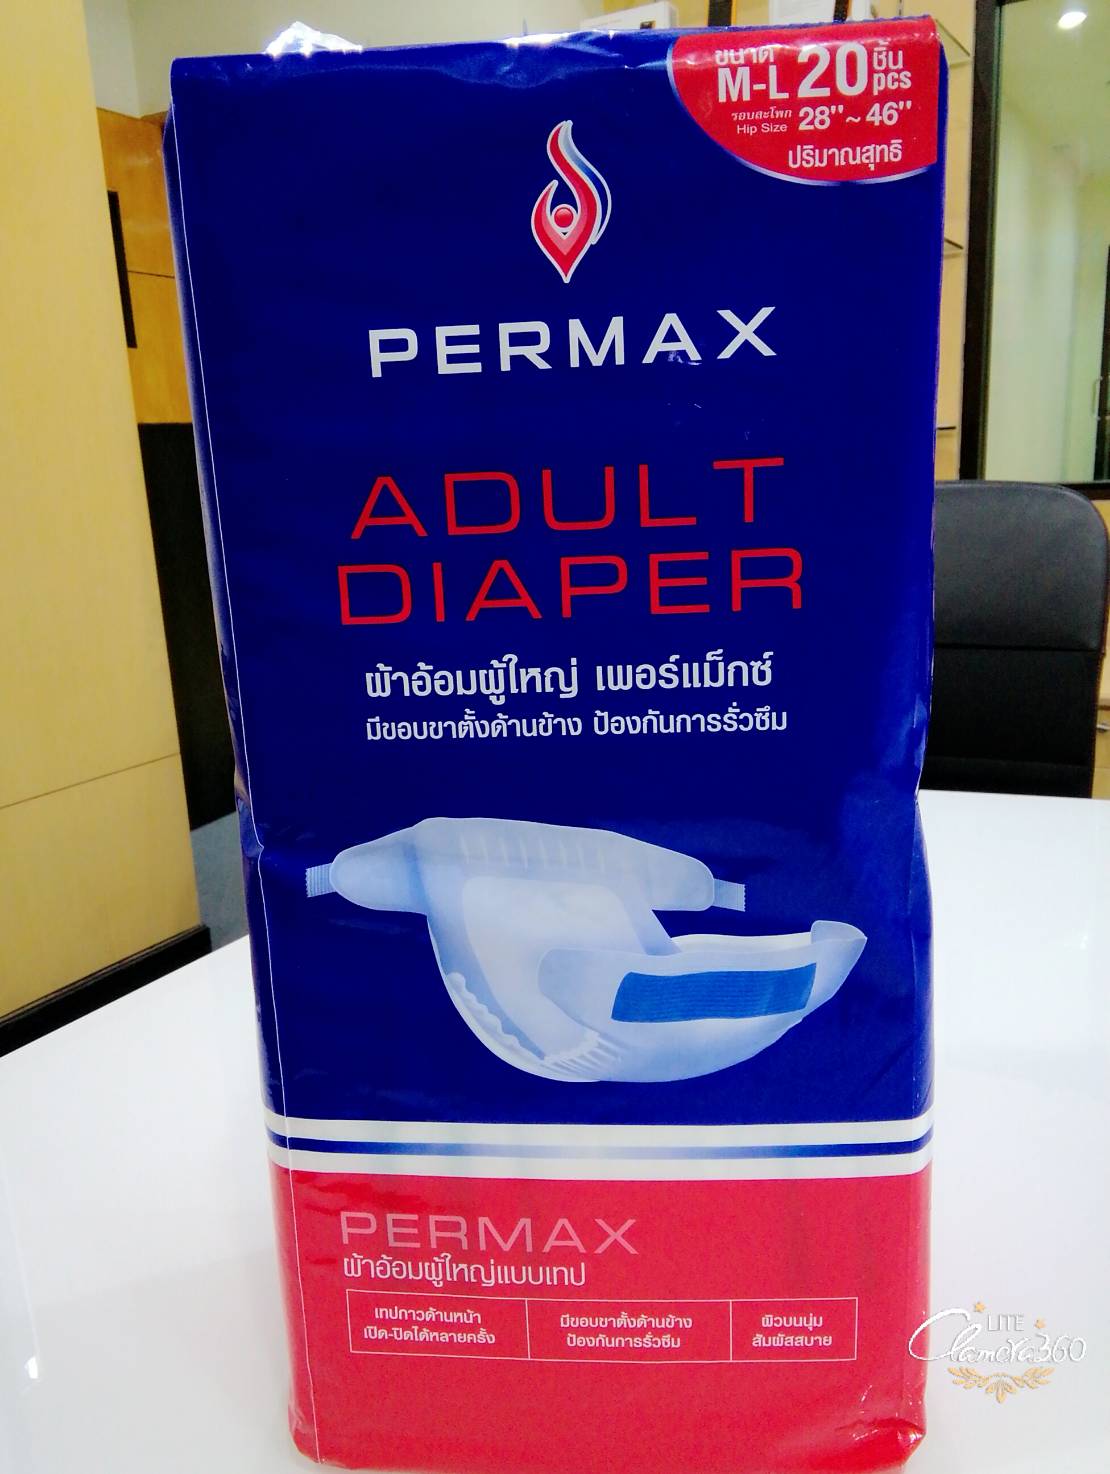 ขนาด
M-L 20 ชิ้น
pcs
รอบสะโพก
Hip Size 28"~ 46"
ปริมาณสุทธิ
PERMAX
ADULT
DIAPER
ผ้าอ้อมผู้ใหญ่ เพอร์แม็กซ์
มีขอบขาตั้งด้านข้าง ป้องกันการรั่วซึม
PERMAX
ผ้าอ้อมผู้ใหญ่แบบเทป
เทปกาวด้านหน้า
เปิด-ปิดได้หลายครั้ง
มีขอบขาตั้งด้านข้าง
ป้องกันการรั่วซึม
ผิวบนนุ่ม
สัมผัสสบาย
LITE
Camera360